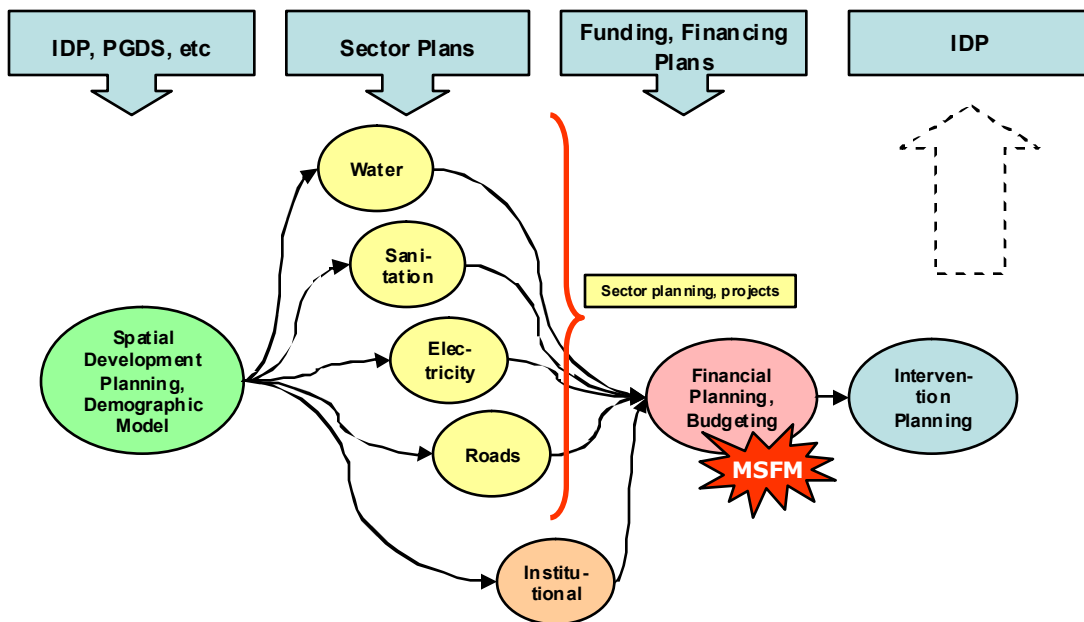 IDP, PGDS, etc
Sector Plans
Funding, Financing
Plans
IDP
Water
Sani-
tation
Sector planning, projects
Elec-
tricity
Spatial
Development
Planning,
Demographic
Model
Financial
Planning,
Budgeting
Interven-
tion
Planning
Roads
MSFM
Institu-
tional